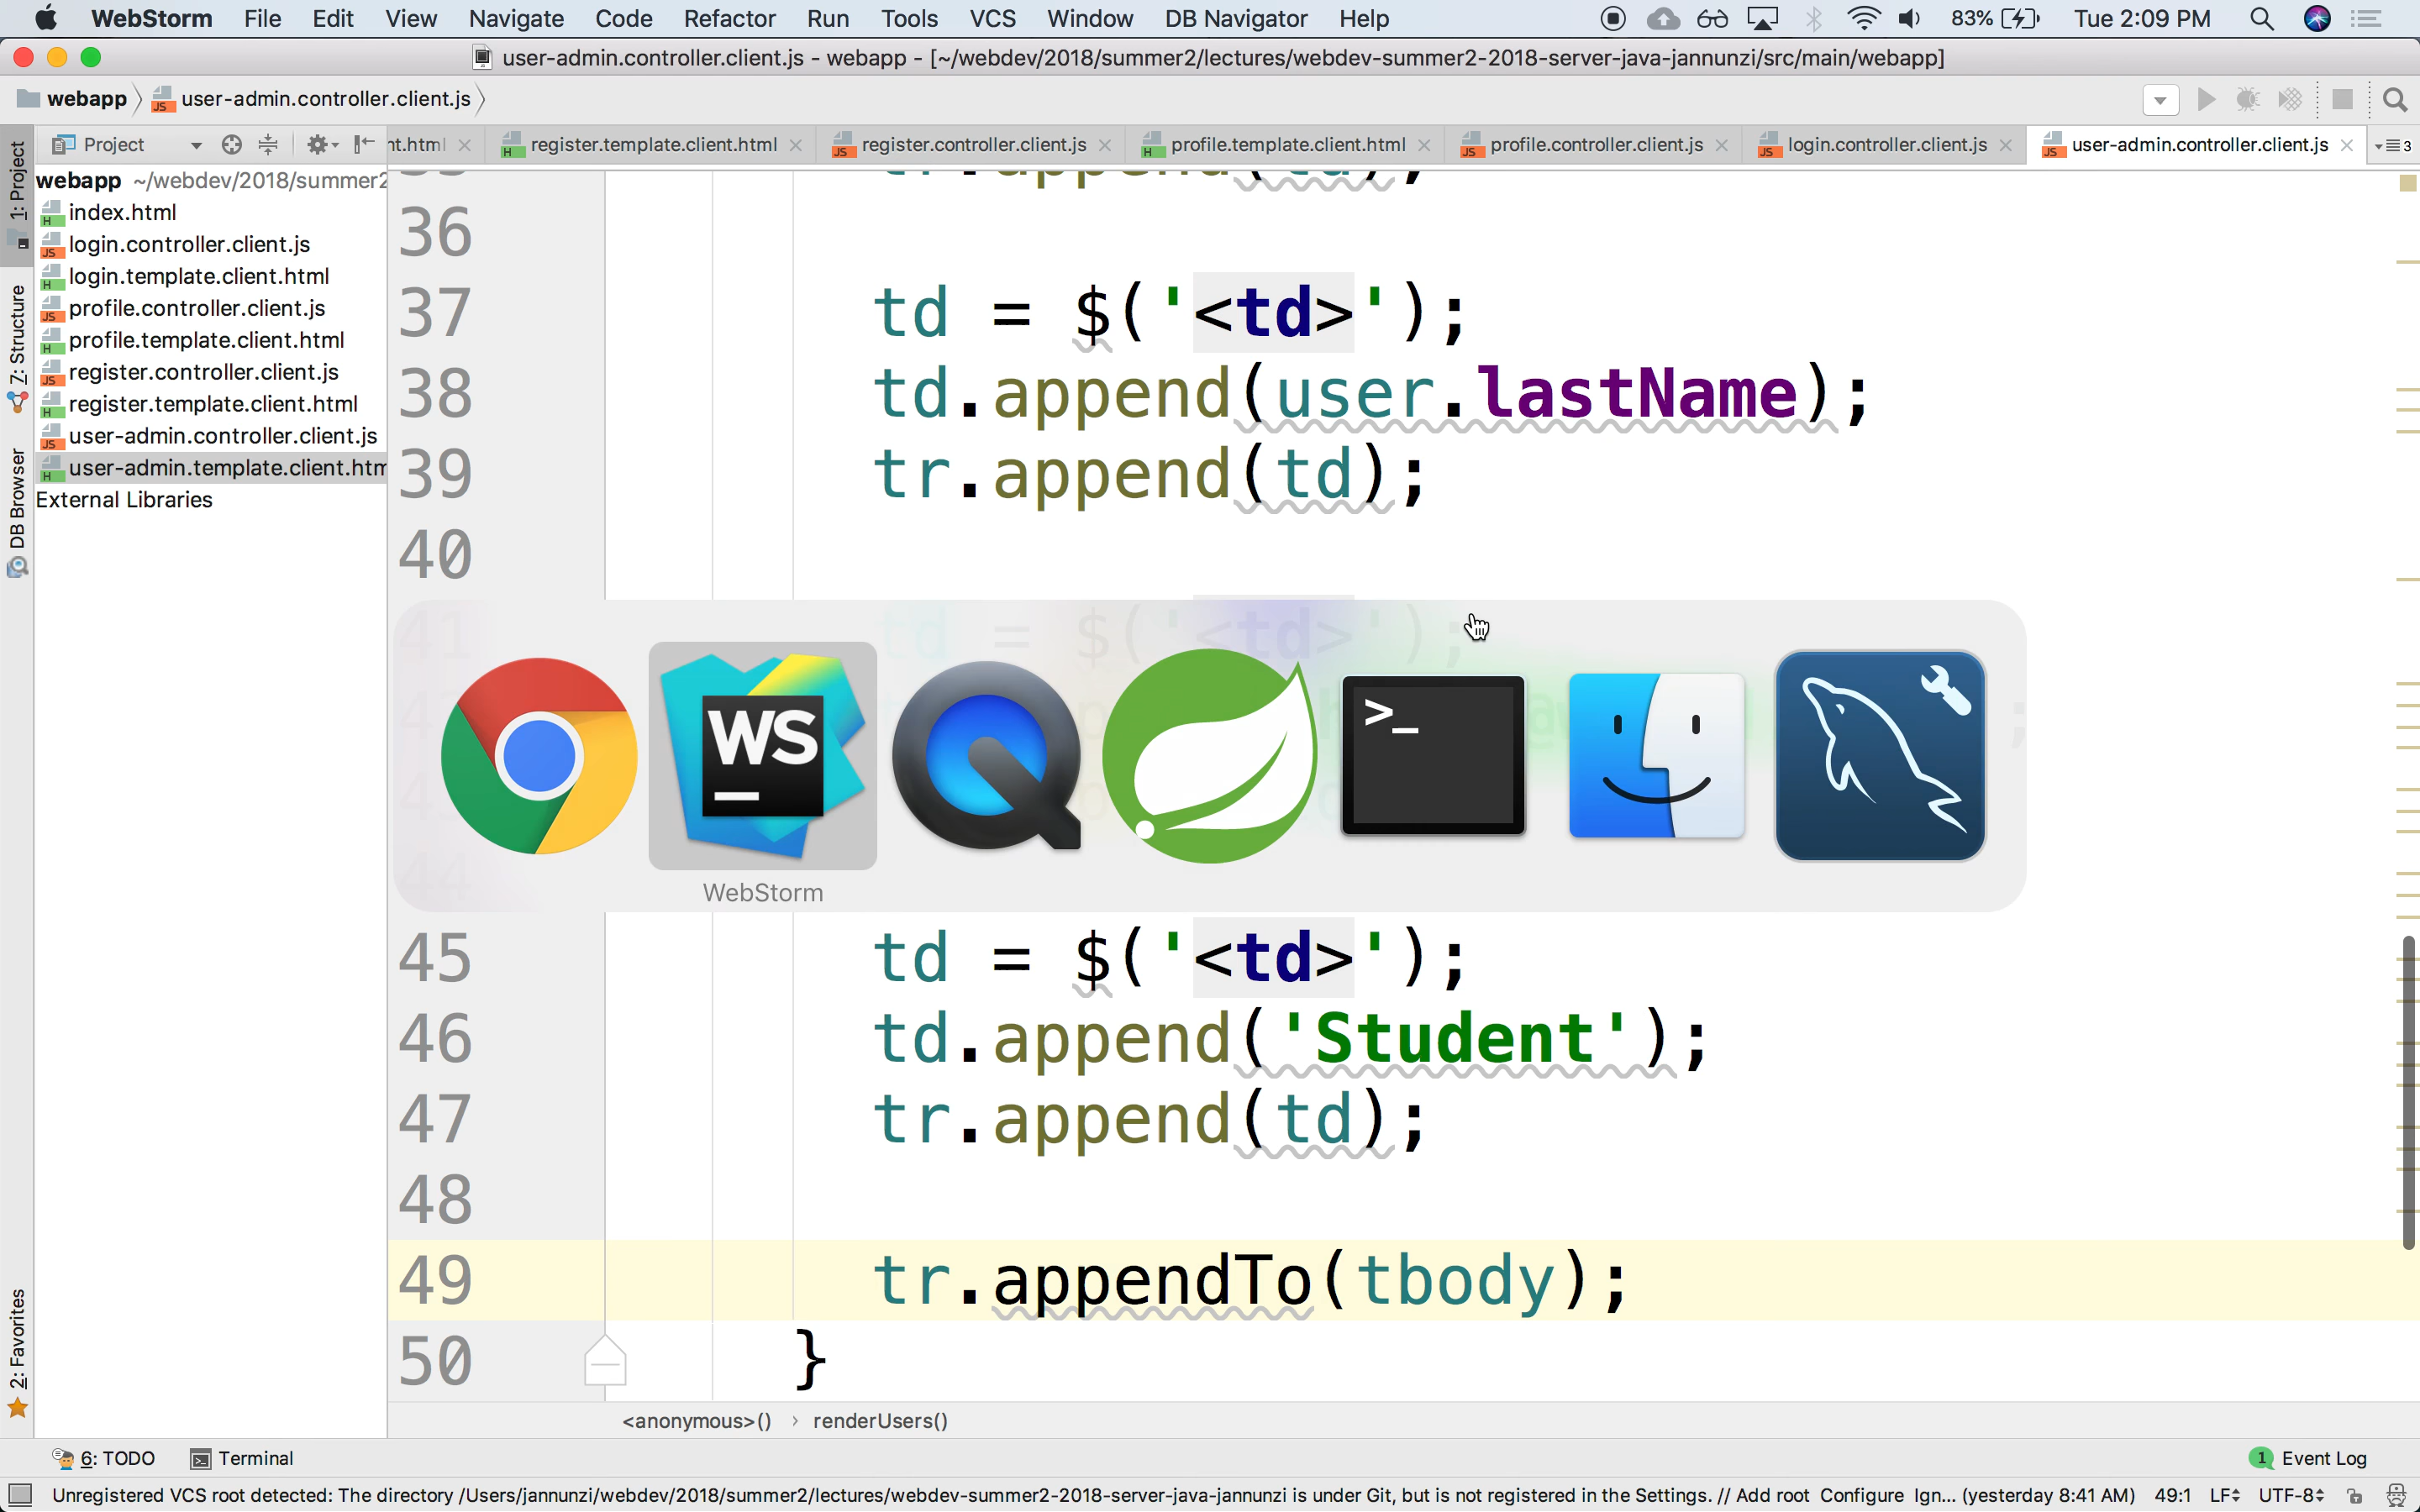 WebStorm File Edit View Navigate Code Refactor Run Tools VCS Window DB Navigator Help 83% Tue 2:09 PM
user-admin.controller.client.js - webapp - [~/webdev/2018/summer2/lectures/webdev-summer2-2018-server-java-jannunzi/src/main/webapp]
webapp user-admin.controller.client.js
Project nt.html register.template.client.html register.controller.client.js profile.template.client.html profile.controller.client.js login.controller.client.js user-admin.controller.client.js 3
1: Project
7: Structure
DB Browser
2: Favorites
webapp ~/webdev/2018/summer2
index.html
login.controller.client.js
login.template.client.html
profile.controller.client.js
profile.template.client.html
register.controller.client.js
register.template.client.html
user-admin.controller.client.js
user-admin.template.client.htm
External Libraries
36
37 td = $('<td>');
38 td.append(user.lastName);
39 tr.append(td);
40
41 td = $('<td>');
44
WS
>_
WebStorm
45 td = $('<td>');
46 td.append('Student');
47 tr.append(td);
48
49 tr.appendTo(tbody);
50 }
<anonymous>() › renderUsers()
6: TODO Terminal 1 Event Log
Unregistered VCS root detected: The directory /Users/jannunzi/webdev/2018/summer2/lectures/webdev-summer2-2018-server-java-jannunzi is under Git, but is not registered in the Settings. // Add root Configure Ign... (yesterday 8:41 AM) 49:1 LF UTF-8